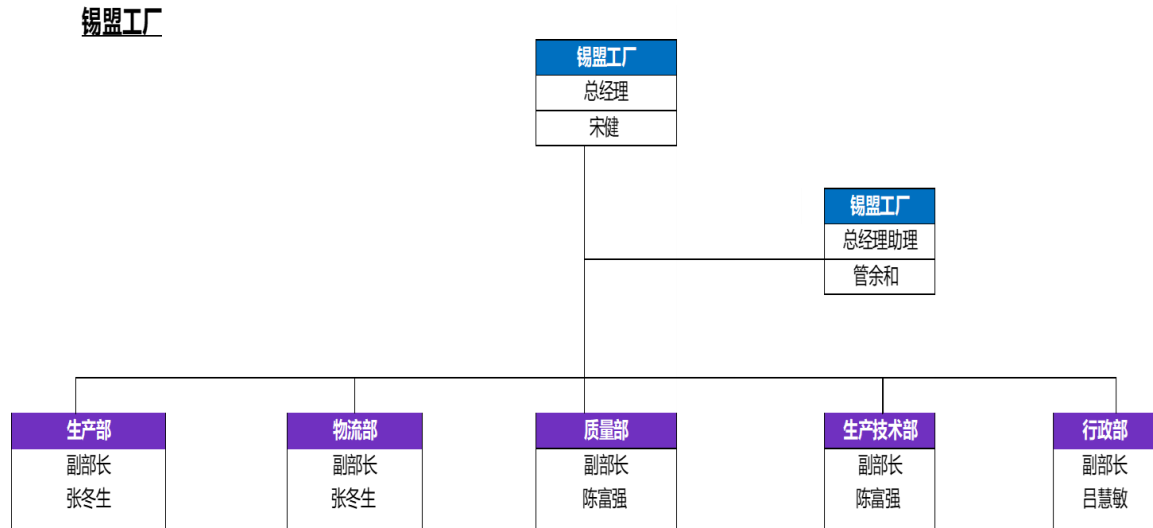 锡盟工厂
锡盟工厂
总经理
宋健
锡盟工厂
总经理助理
管余和
生产部
副部长
张冬生
物流部
副部长
张冬生
质量部
副部长
陈富强
生产技术部
副部长
陈富强
行政部
副部长
吕慧敏